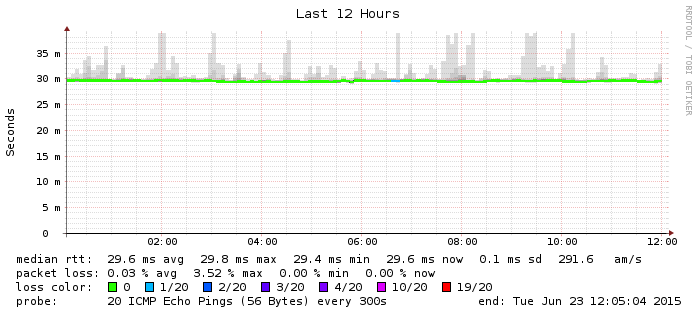 Last 12 Hours
RRDTOOL / TOBI OETIKER
Seconds
35 m
30 m
25 m
20 m
15 m
10 m
5 m
0
02:00 04:00 06:00 08:00 10:00 12:00
median rtt: 29.6 ms avg 29.8 ms max 29.4 ms min 29.6 ms now 0.1 ms sd 291.6 am/s
packet loss: 0.03 % avg 3.52 % max 0.00 % min 0.00 % now
loss color: 0 1/20 2/20 3/20 4/20 10/20 19/20
probe: 20 ICMP Echo Pings (56 Bytes) every 300s end: Tue Jun 23 12:05:04 2015